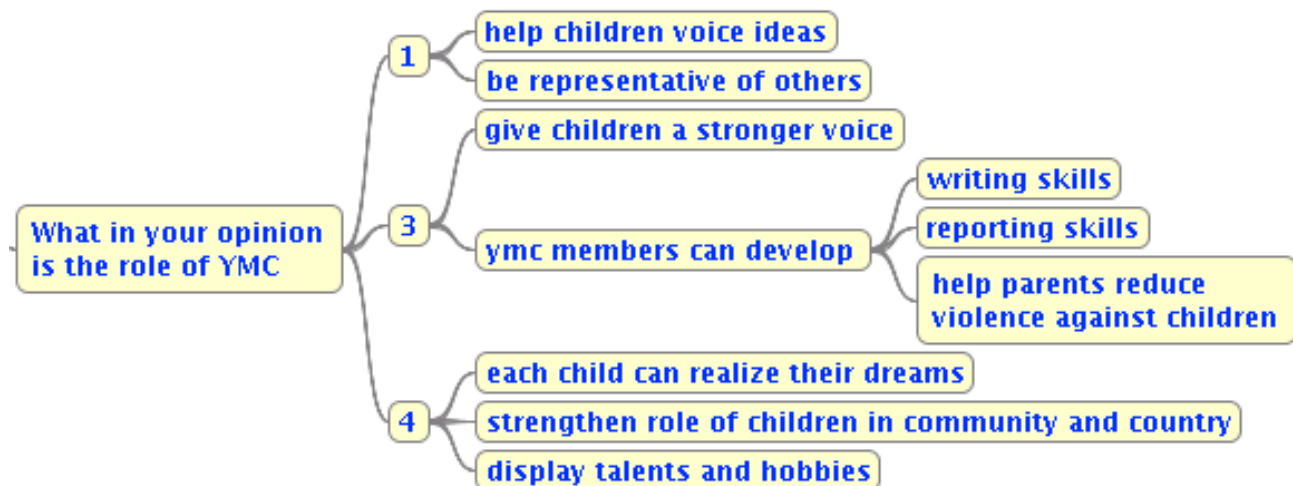 What in your opinion
is the role of YMC
1
help children voice ideas
be representative of others
3
give children a stronger voice
ymc members can develop
writing skills
reporting skills
help parents reduce
violence against children
4
each child can realize their dreams
strengthen role of children in community and country
display talents and hobbies